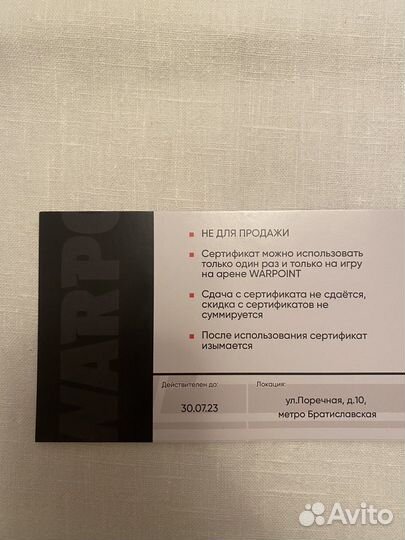 WARPO
НЕ ДЛЯ ПРОДАЖИ
Сертификат можно использовать
только один раз и только на игру
на арене WARPOINT
Сдача с сертификата не сдаётся,
скидка с сертификатов не
суммируется
После использования сертификат
изымается
Действителен до:
30.07.23
Локация:
ул.Поречная, д.10,
метро Братиславская
Avito